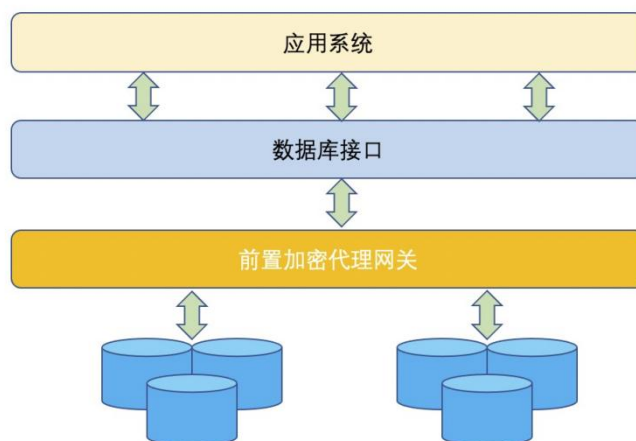 应用系统
数据库接口
前置加密代理网关